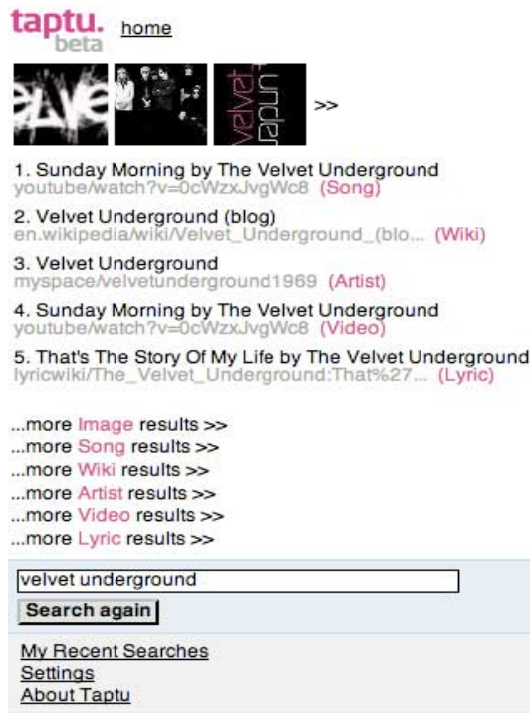 taptu.
beta
home
ELVE
velvet
under
>>
1. Sunday Morning by The Velvet Underground
youtube/watch?v=0cWzxJvgWc8 (Song)
2. Velvet Underground (blog)
en.wikipedia/wiki/Velvet_Underground_(blo... (Wiki)
3. Velvet Underground
myspace/velvetunderground1969 (Artist)
4. Sunday Morning by The Velvet Underground
youtube/watch?v=0cWzxJvgWc8 (Video)
5. That's The Story Of My Life by The Velvet Underground
lyricwiki/The_Velvet_Underground:That%27... (Lyric)
...more Image results >>
...more Song results >>
...more Wiki results >>
...more Artist results >>
...more Video results >>
...more Lyric results >>
velvet underground
Search again
My Recent Searches
Settings
About Taptu